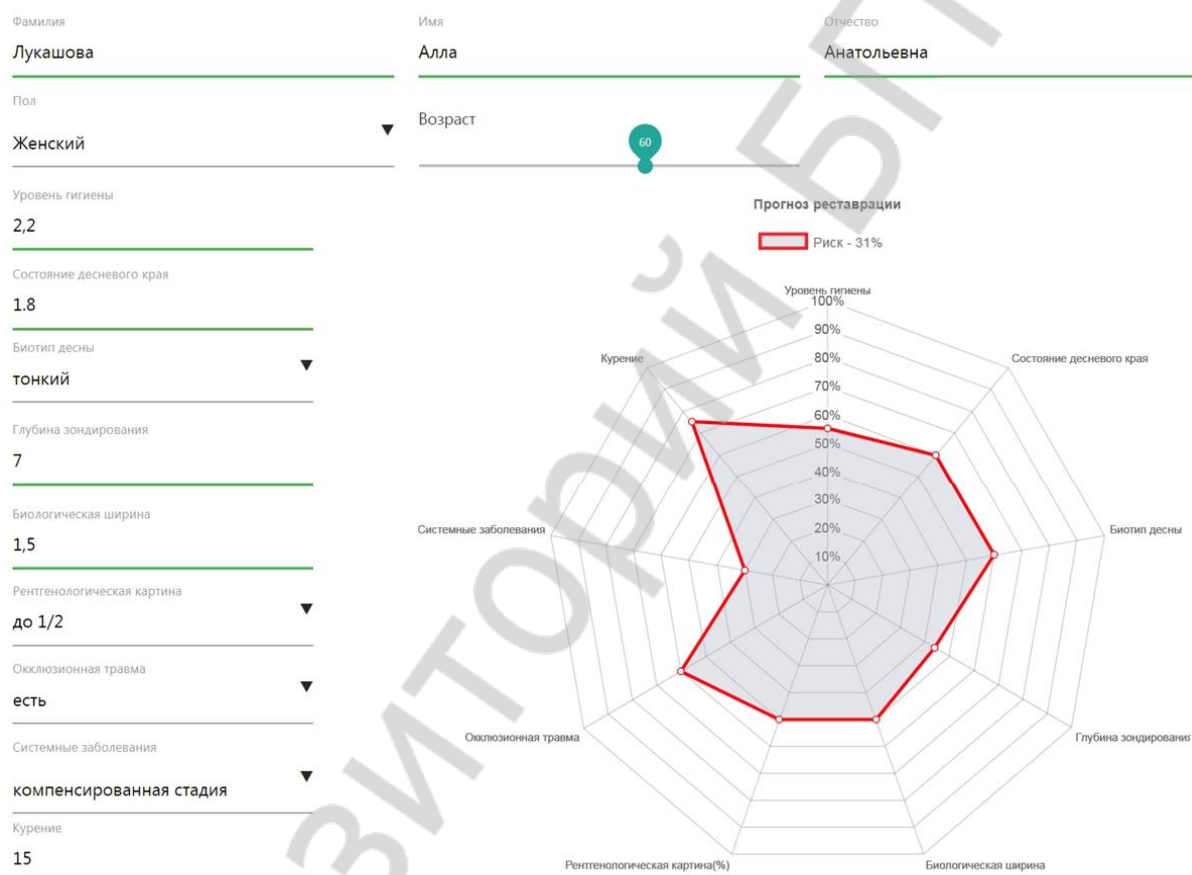 Фамилия
Лукашова
Имя
Алла
Отчество
Анатольевна
Пол
Женский
Возраст
60
Уровень гигиены
2,2
Состояние десневого края
1.8
Биотип десны
тонкий
Глубина зондирования
7
Биологическая ширина
1,5
Рентгенологическая картина
до 1/2
Окклюзионная травма
есть
Системные заболевания
компенсированная стадия
Курение
15
Прогноз реставрации
Риск - 31%
Уровень гигиены
100%
90%
80%
70%
60%
50%
40%
30%
20%
10%
Состояние десневого края
Биотип десны
Глубина зондирования
Биологическая ширина
Рентгенологическая картина(%)
Окклюзионная травма
Системные заболевания
Курение